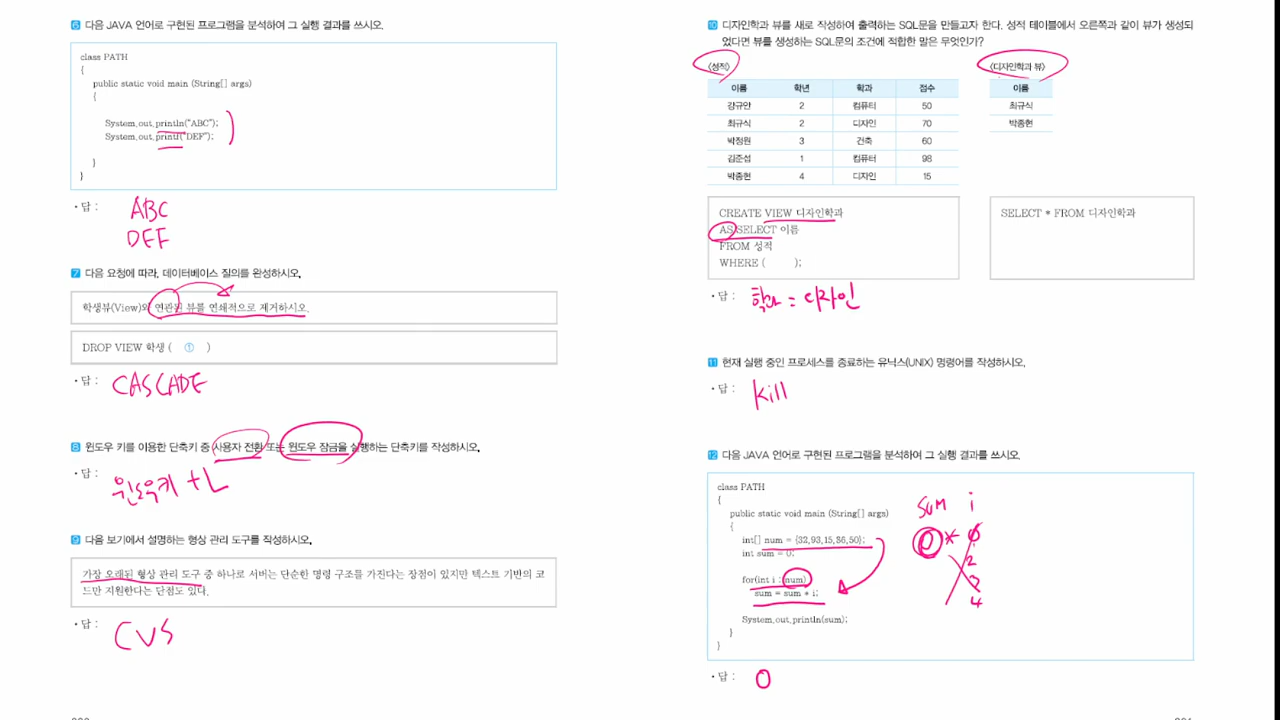 6 다음 JAVA 언어로 구현된 프로그램을 분석하여 그 실행 결과를 쓰시오.
class PATH
{
public static void main (String[] args)
{
System.out.println("ABC");
System.out.printf("DEF");
}
}
• 답 :
ABC
DEF
7 다음 요청에 따라, 데이터베이스 질의를 완성하시오.
학생뷰(View)와 연관된 뷰를 연쇄적으로 제거하시오.
DROP VIEW 학생 ( ① )
• 답 :
CASCADE
8 윈도우 키를 이용한 단축키 중 사용자 전환 또는 윈도우 잠금을 실행하는 단축키를 작성하시오.
• 답 :
윈도우키 + L
9 다음 보기에서 설명하는 형상 관리 도구를 작성하시오.
가장 오래된 형상 관리 도구 중 하나로 서버는 단순한 명령 구조를 가진다는 장점이 있지만 텍스트 기반의 코
드만 지원한다는 단점도 있다.
• 답 :
CVS
10 디자인학과 뷰를 새로 작성하여 출력하는 SQL문을 만들고자 한다. 성적 테이블에서 오른쪽과 같이 뷰가 생성되
었다면 뷰를 생성하는 SQL문의 조건에 적합한 말은 무엇인가?
〈성적〉 〈디자인학과 뷰〉
이름 학년 학과 점수 이름
강규얀 2 컴퓨터 50 최규식
최규식 2 디자인 70 박종현
박정원 3 건축 60
김준섭 1 컴퓨터 98
박종현 4 디자인 15
CREATE VIEW 디자인학과
AS SELECT 이름
FROM 성적
WHERE ( );
SELECT * FROM 디자인학과
• 답 :
학과 = 디자인
11 현재 실행 중인 프로세스를 종료하는 유닉스(UNIX) 명령어를 작성하시오.
• 답 :
kill
12 다음 JAVA 언어로 구현된 프로그램을 분석하여 그 실행 결과를 쓰시오.
class PATH
{
public static void main (String[] args)
{
int[] num = {32,93,15,86,50};
int sum = 0;
for(int i : num)
sum = sum * i;
System.out.println(sum);
}
}
sum i
0 * 0
2
3
4
• 답 :
0